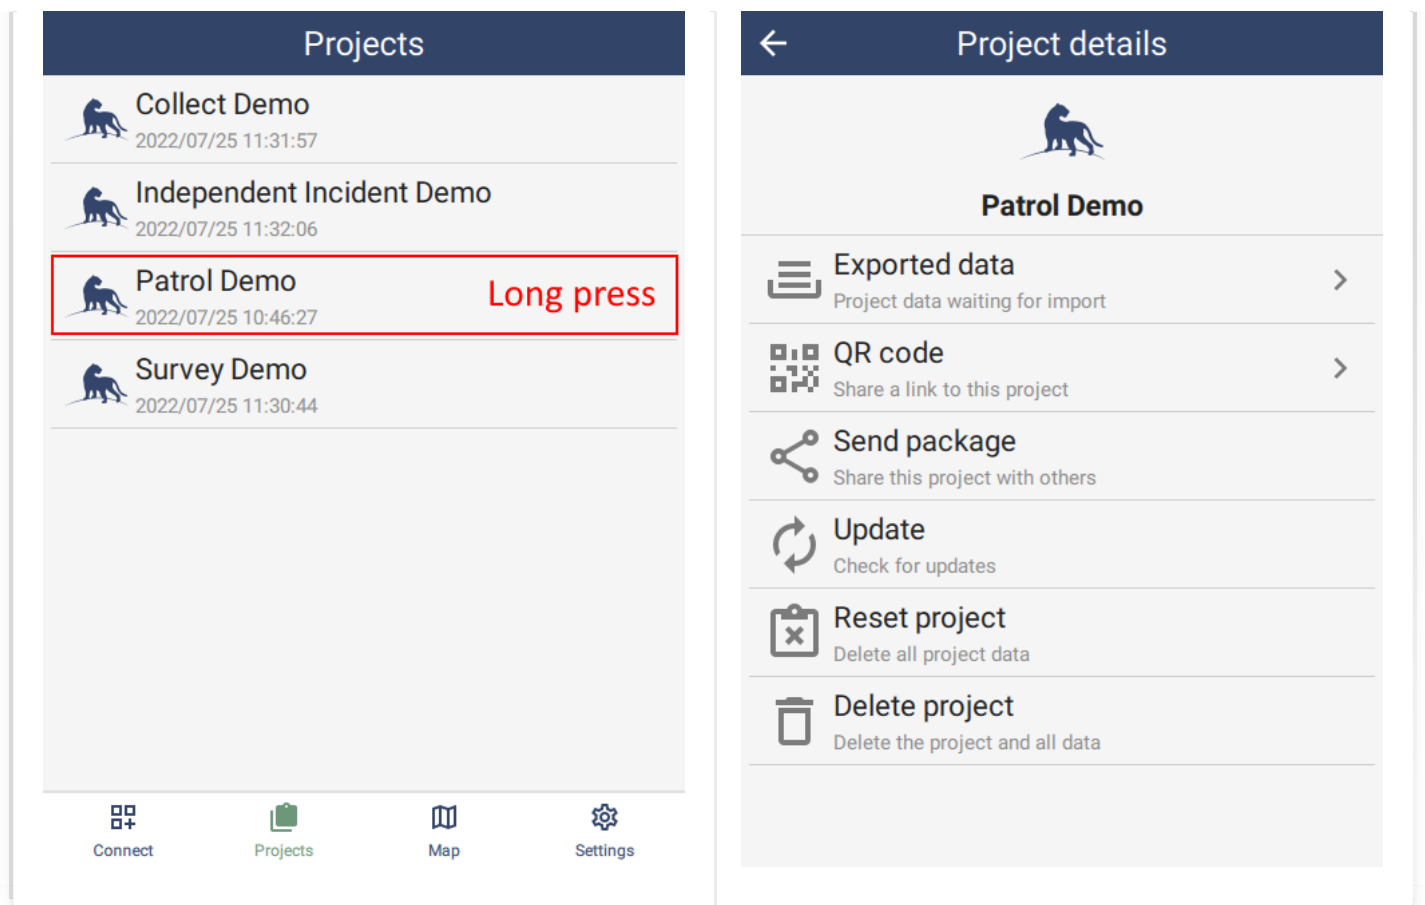 Projects
Collect Demo
2022/07/25 11:31:57
Independent Incident Demo
2022/07/25 11:32:06
Patrol Demo
2022/07/25 10:46:27
Long press
Survey Demo
2022/07/25 11:30:44
Connect
Projects
Map
Settings
Project details
Patrol Demo
Exported data
Project data waiting for import
QR code
Share a link to this project
Send package
Share this project with others
Update
Check for updates
Reset project
Delete all project data
Delete project
Delete the project and all data